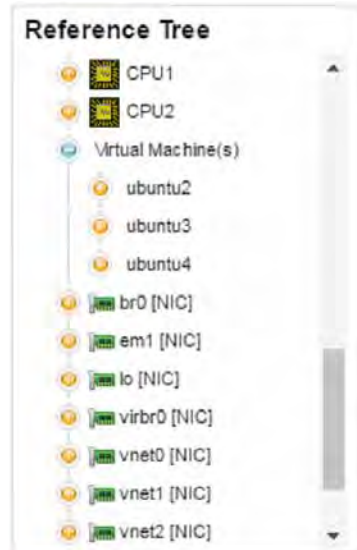 Reference Tree
CPU1
CPU2
Virtual Machine(s)
ubuntu2
ubuntu3
ubuntu4
br0 [NIC]
em1 [NIC]
lo [NIC]
virbr0 [NIC]
vnet0 [NIC]
vnet1 [NIC]
vnet2 [NIC]